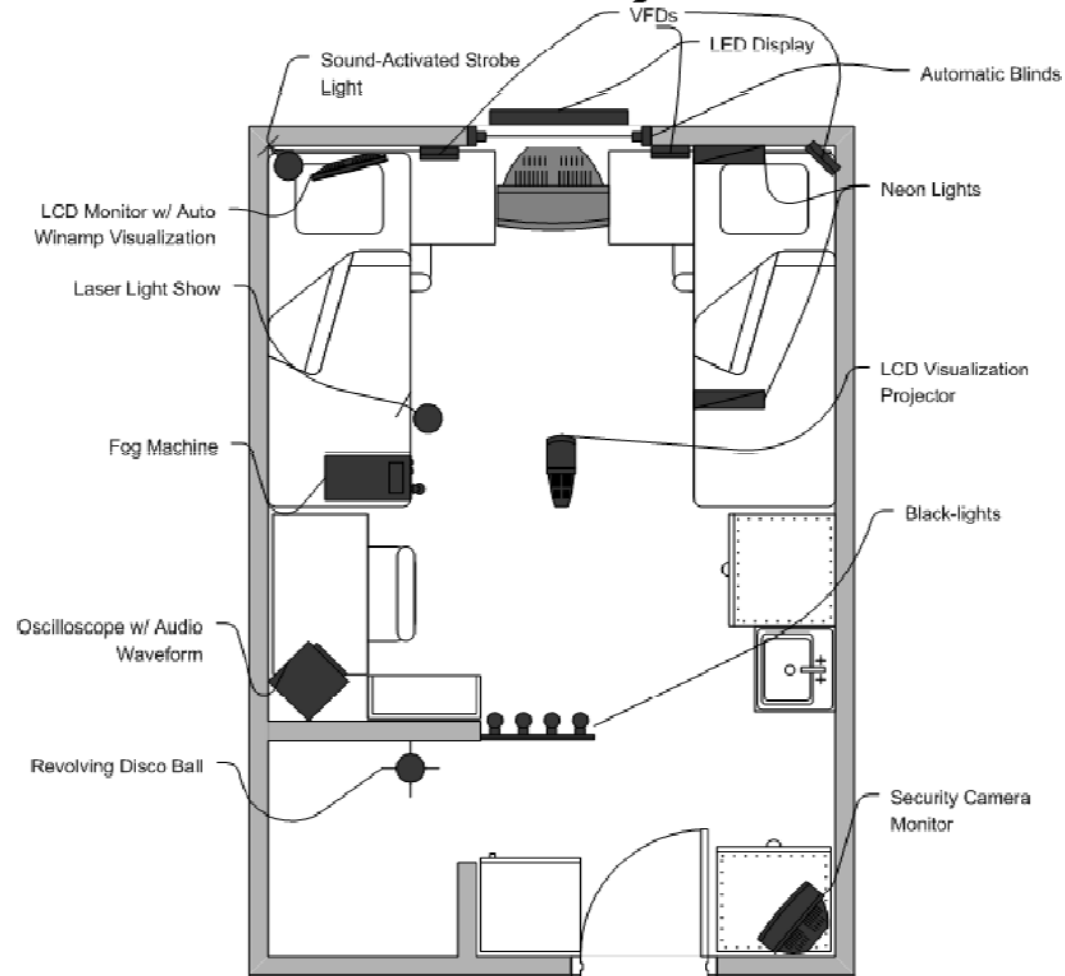 VFDs
LED Display
Sound-Activated Strobe
Light
Automatic Blinds
Neon Lights
LCD Monitor w/ Auto
Winamp Visualization
Laser Light Show
LCD Visualization
Projector
Fog Machine
Black-lights
Oscilloscope w/ Audio
Waveform
Revolving Disco Ball
Security Camera
Monitor